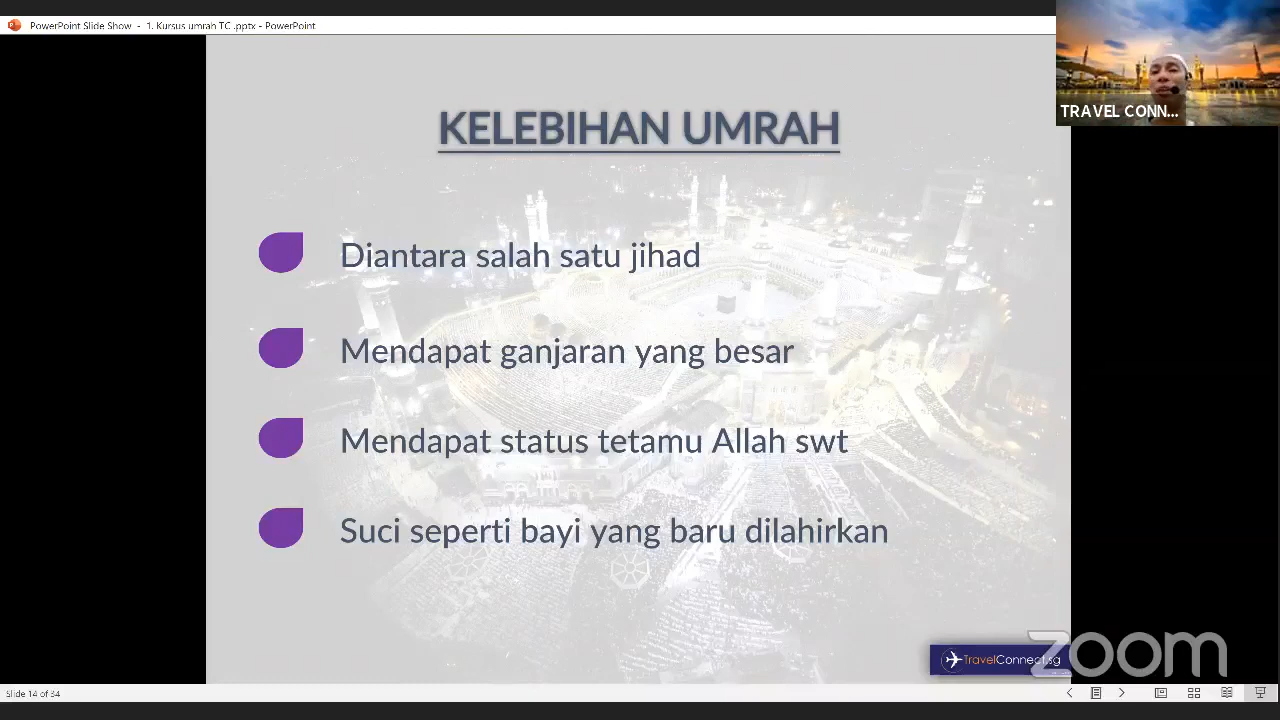 PowerPoint Slide Show - 1. Kursus umrah TC .pptx - PowerPoint
TRAVEL CONN...
KELEBIHAN UMRAH
Diantara salah satu jihad
Mendapat ganjaran yang besar
Mendapat status tetamu Allah swt
Suci seperti bayi yang baru dilahirkan
TravelConnect.sg
zoom
Slide 14 of 34